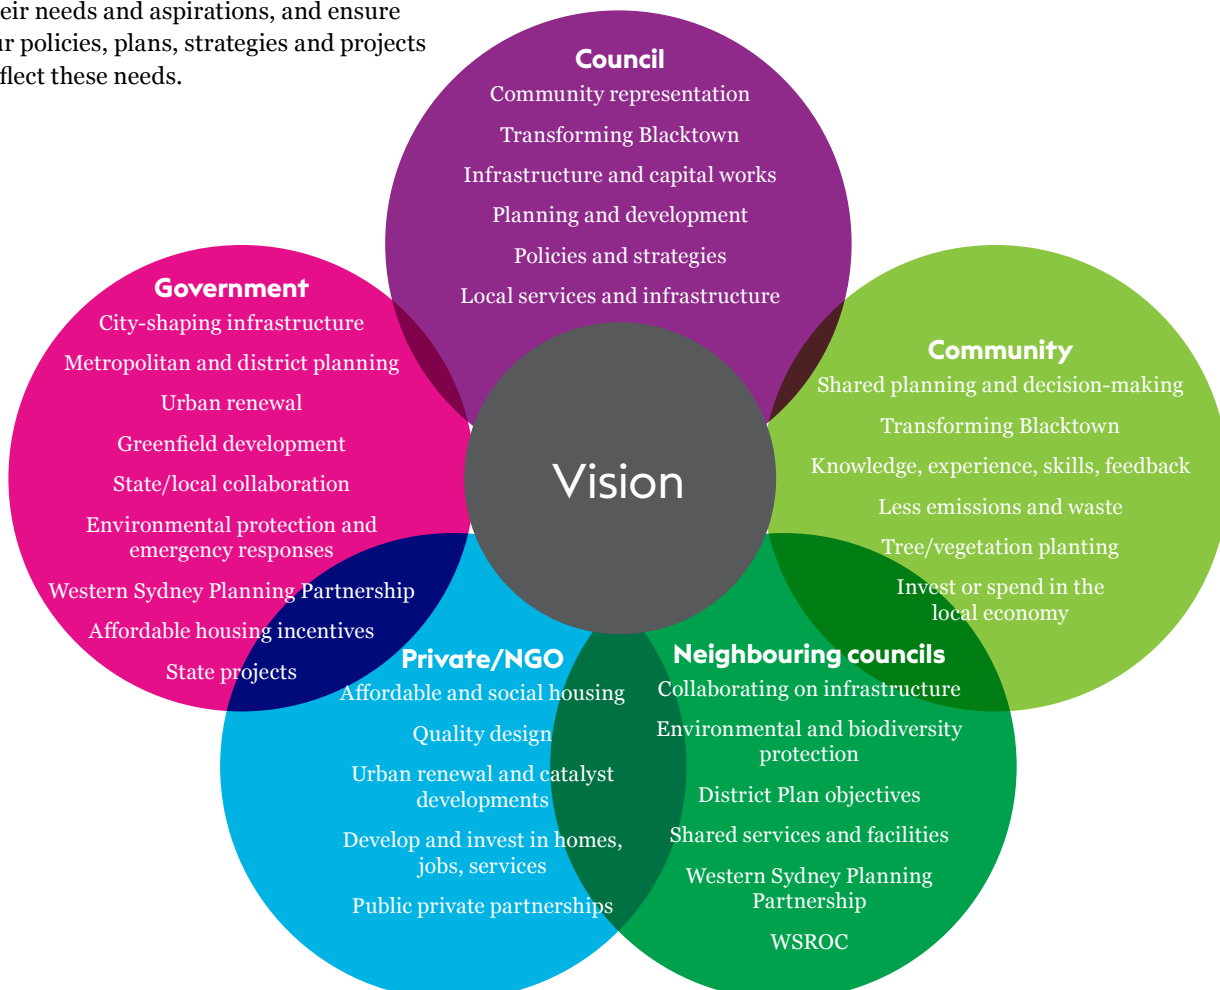 eir needs and aspirations, and ensure
ur policies, plans, strategies and projects
flect these needs.
Council
Community representation
Transforming Blacktown
Infrastructure and capital works
Planning and development
Policies and strategies
Local services and infrastructure
Government
City-shaping infrastructure
Metropolitan and district planning
Urban renewal
Greenfield development
State/local collaboration
Environmental protection and
emergency responses
Western Sydney Planning Partnership
Affordable housing incentives
State projects
Vision
Community
Shared planning and decision-making
Transforming Blacktown
Knowledge, experience, skills, feedback
Less emissions and waste
Tree/vegetation planting
Invest or spend in the
local economy
Private/NGO
Affordable and social housing
Quality design
Urban renewal and catalyst
developments
Develop and invest in homes,
jobs, services
Public private partnerships
Neighbouring councils
Collaborating on infrastructure
Environmental and biodiversity
protection
District Plan objectives
Shared services and facilities
Western Sydney Planning
Partnership
WSROC